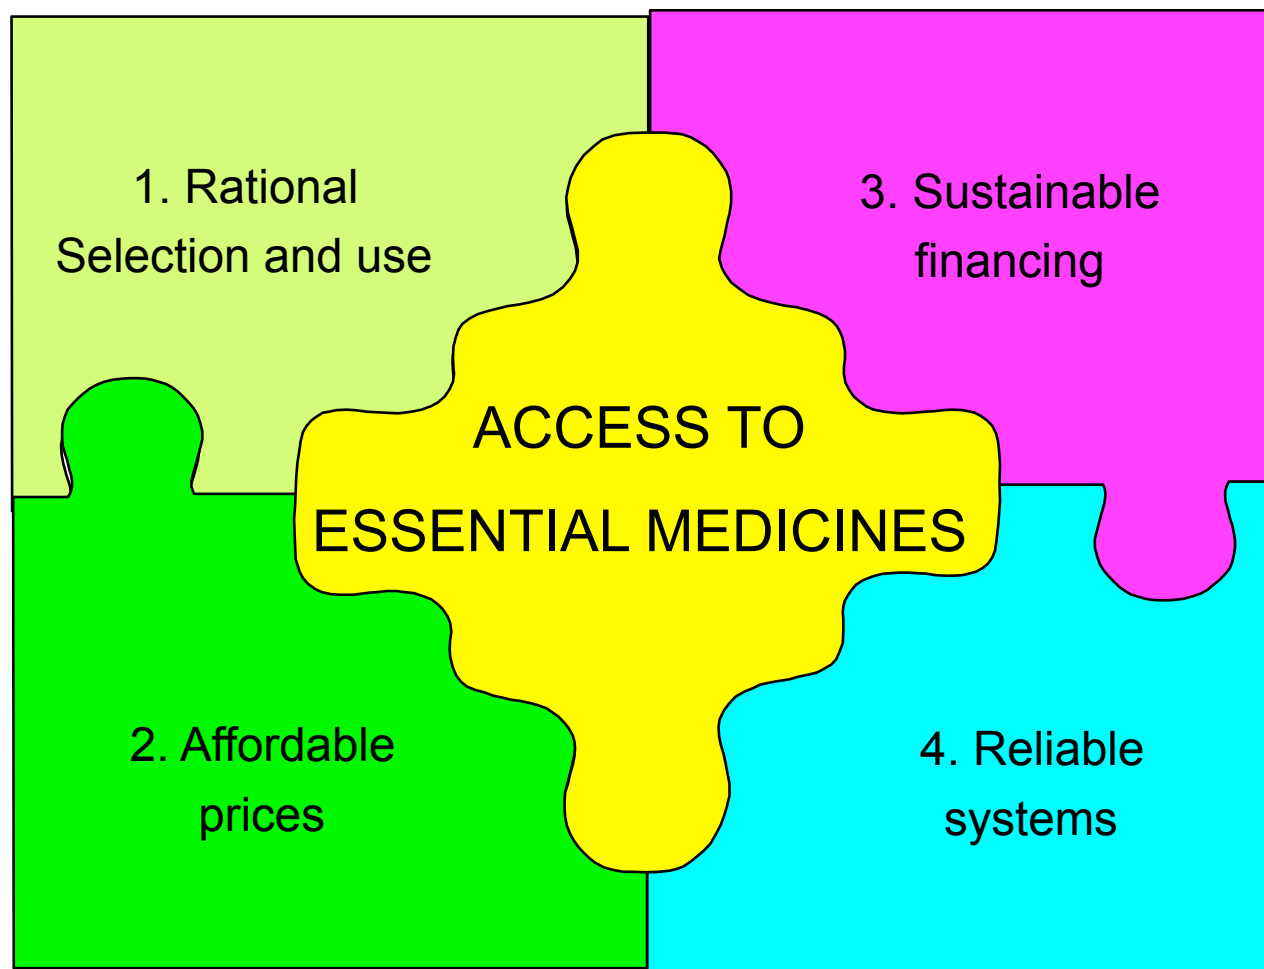 1. Rational
Selection and use
3. Sustainable
financing
ACCESS TO
ESSENTIAL MEDICINES
2. Affordable
prices
4. Reliable
systems